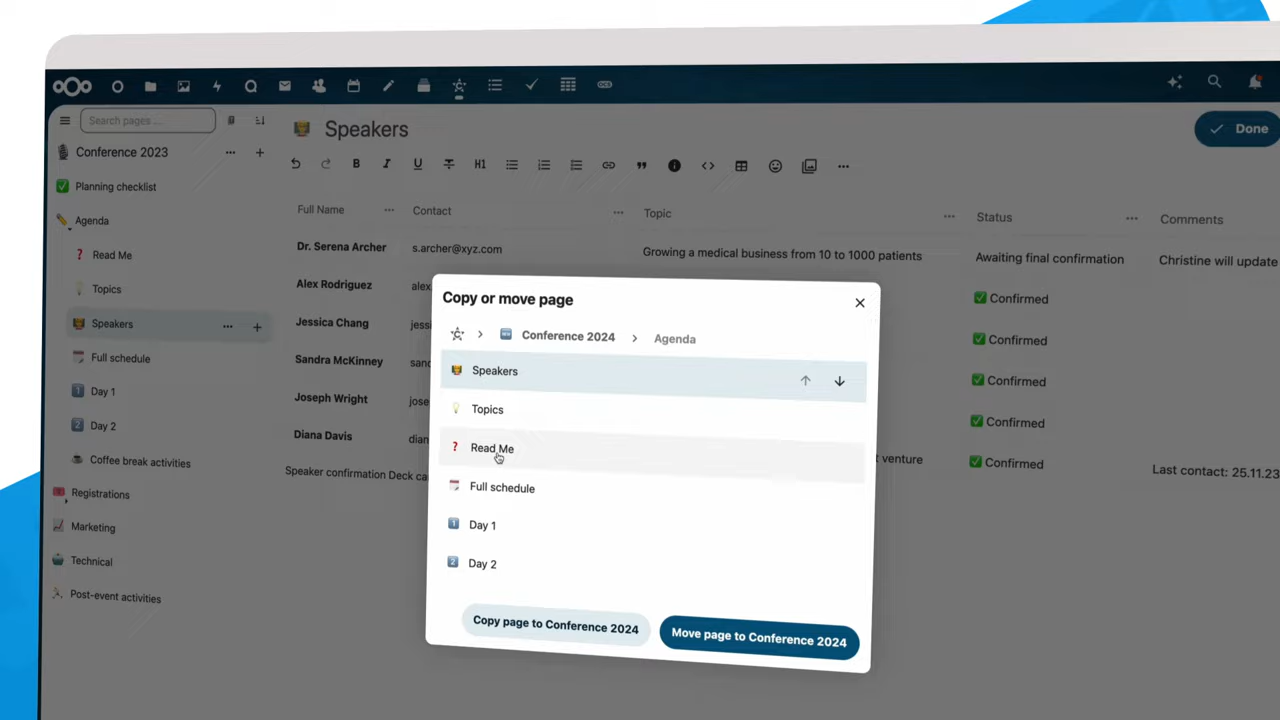 Search pages ...
Speakers
Done
Conference 2023
H1
Planning checklist
Agenda
Full Name
Contact
Topic
Status
Comments
Read Me
Dr. Serena Archer
s.archer@xyz.com
Growing a medical business from 10 to 1000 patients
Awaiting final confirmation
Christine will update
Topics
Alex Rodriguez
Confirmed
Speakers
Jessica Chang
Confirmed
Full schedule
Sandra McKinney
Confirmed
Day 1
Joseph Wright
Confirmed
Day 2
Diana Davis
venture
Confirmed
Coffee break activities
Speaker confirmation Deck
Last contact: 25.11.23
Registrations
Marketing
Technical
Post-event activities
Copy or move page
Conference 2024
Agenda
Speakers
Topics
Read Me
Full schedule
1 Day 1
2 Day 2
Copy page to Conference 2024
Move page to Conference 2024